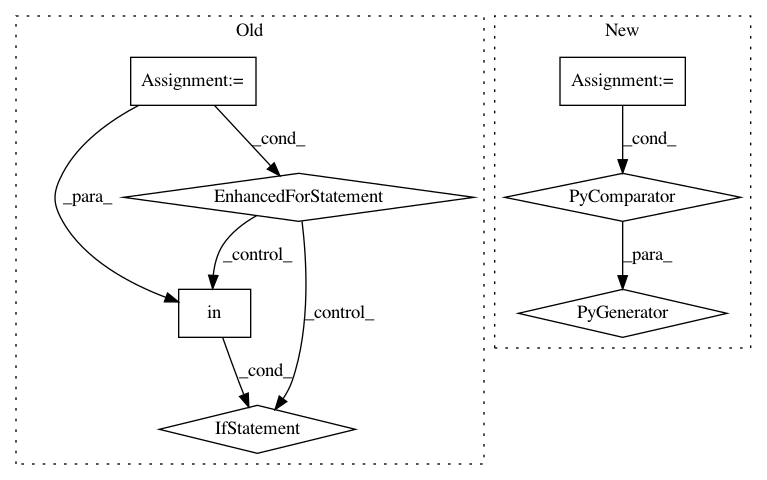 Old
New
Assignment:=
Assignment:=
_cond_
_cond_
_para_
EnhancedForStatement
PyComparator
_control_
_para_
_control_
in
PyGenerator
_cond_
IfStatement